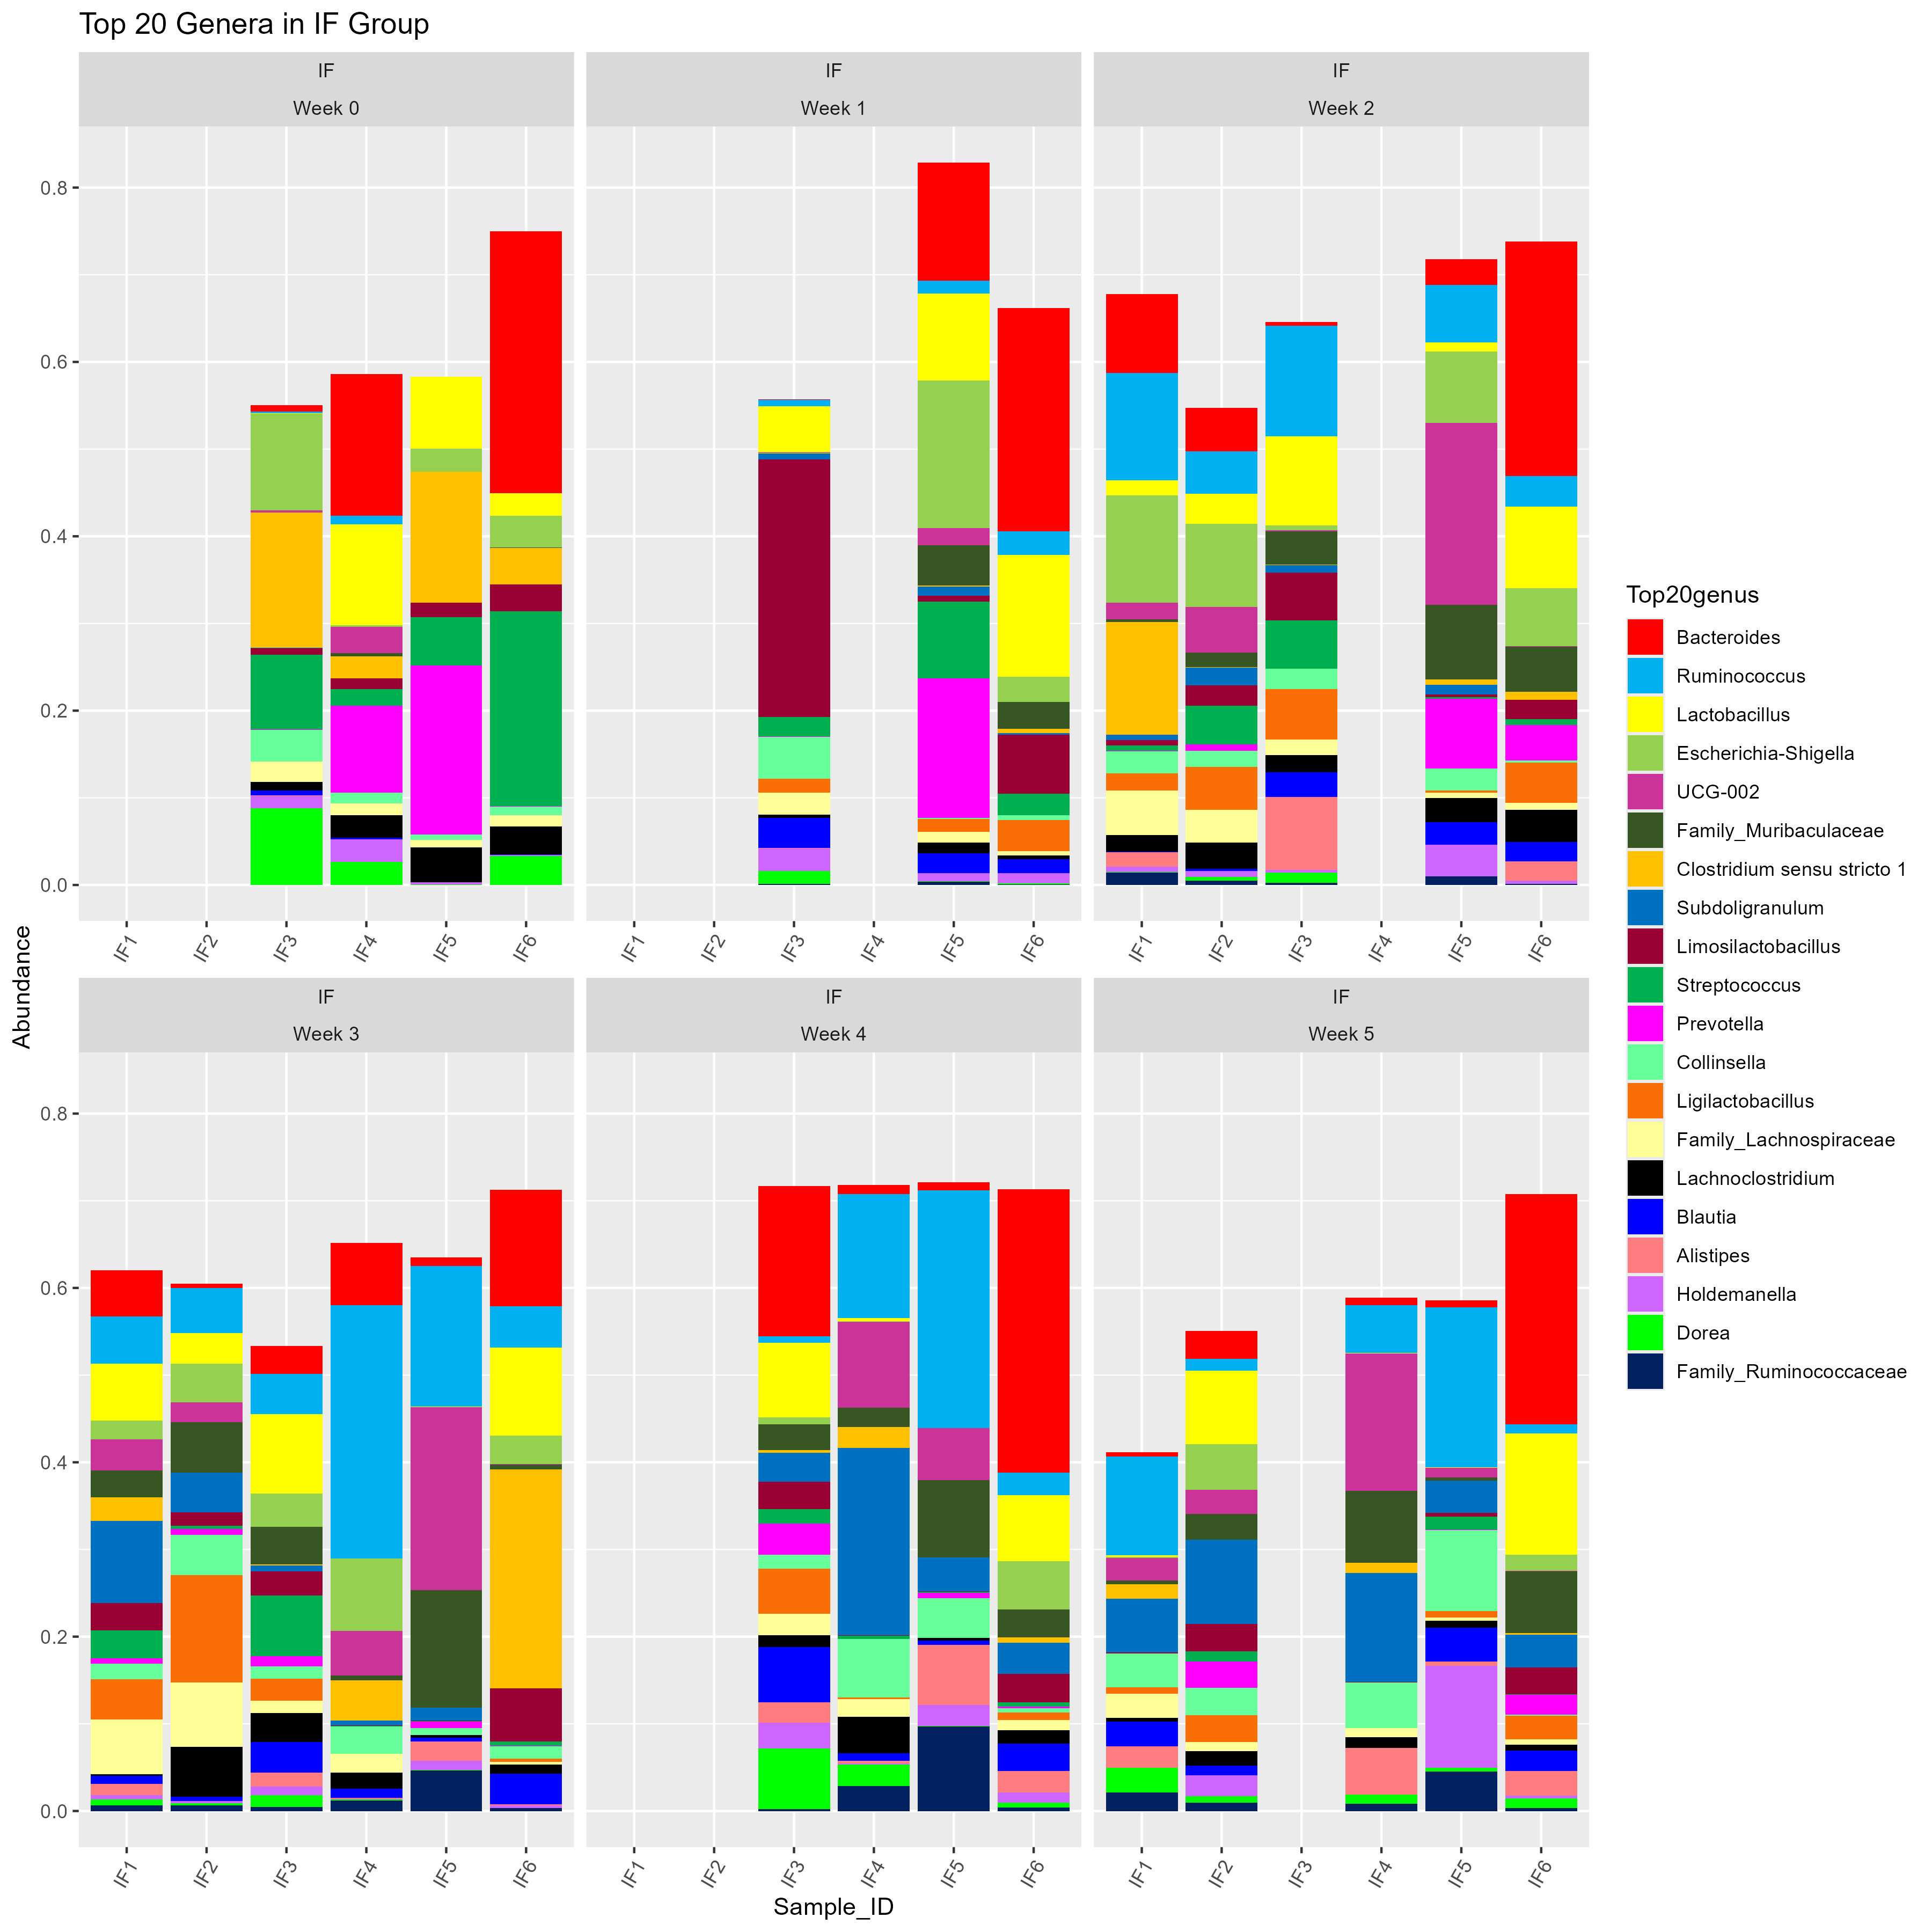 Top 20 Genera in IF Group
IF
Week 0
IF
Week 1
IF
Week 2
0.8
0.6
0.4
0.2
0.0
IF1
IF2
IF3
IF4
IF5
IF6
IF1
IF2
IF3
IF4
IF5
IF6
IF1
IF2
IF3
IF4
IF5
IF6
Abundance
IF
Week 3
IF
Week 4
IF
Week 5
0.8
0.6
0.4
0.2
0.0
IF1
IF2
IF3
IF4
IF5
IF6
IF1
IF2
IF3
IF4
IF5
IF6
IF1
IF2
IF3
IF4
IF5
IF6
Sample_ID
Top20genus
Bacteroides
Ruminococcus
Lactobacillus
Escherichia-Shigella
UCG-002
Family_Muribaculaceae
Clostridium sensu stricto 1
Subdoligranulum
Limosilactobacillus
Streptococcus
Prevotella
Collinsella
Ligilactobacillus
Family_Lachnospiraceae
Lachnoclostridium
Blautia
Alistipes
Holdemanella
Dorea
Family_Ruminococcaceae